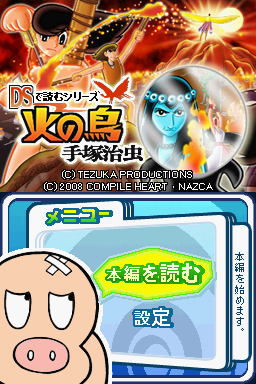 DSで読むシリーズ
火の鳥
手塚治虫
(C) TEZUKA PRODUCTIONS
(C) 2008 COMPILE HEART・NAZCA
メニュー
本編を読む
設定
本編を始めます。